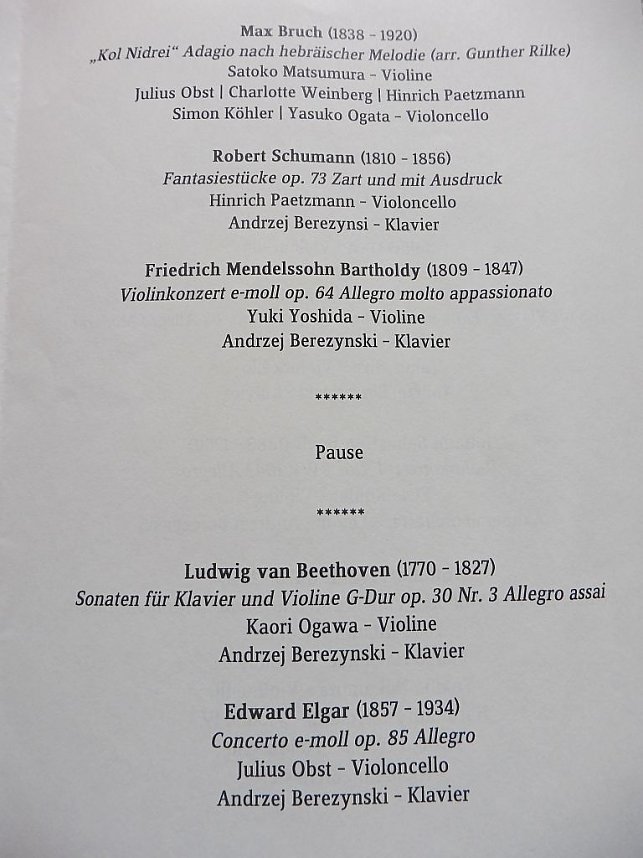 Max Bruch (1838 - 1920)
„Kol Nidrei“ Adagio nach hebräischer Melodie (arr. Gunther Rilke)
Satoko Matsumura – Violine
Julius Obst | Charlotte Weinberg | Hinrich Paetzmann
Simon Köhler | Yasuko Ogata – Violoncello
Robert Schumann (1810 - 1856)
Fantasiestücke op. 73 Zart und mit Ausdruck
Hinrich Paetzmann – Violoncello
Andrzej Berezynsi – Klavier
Friedrich Mendelssohn Bartholdy (1809 - 1847)
Violinkonzert e-moll op. 64 Allegro molto appassionato
Yuki Yoshida – Violine
Andrzej Berezynski – Klavier
******
Pause
******
Ludwig van Beethoven (1770 - 1827)
Sonaten für Klavier und Violine G-Dur op. 30 Nr. 3 Allegro assai
Kaori Ogawa – Violine
Andrzej Berezynski – Klavier
Edward Elgar (1857 - 1934)
Concerto e-moll op. 85 Allegro
Julius Obst – Violoncello
Andrzej Berezynski – Klavier